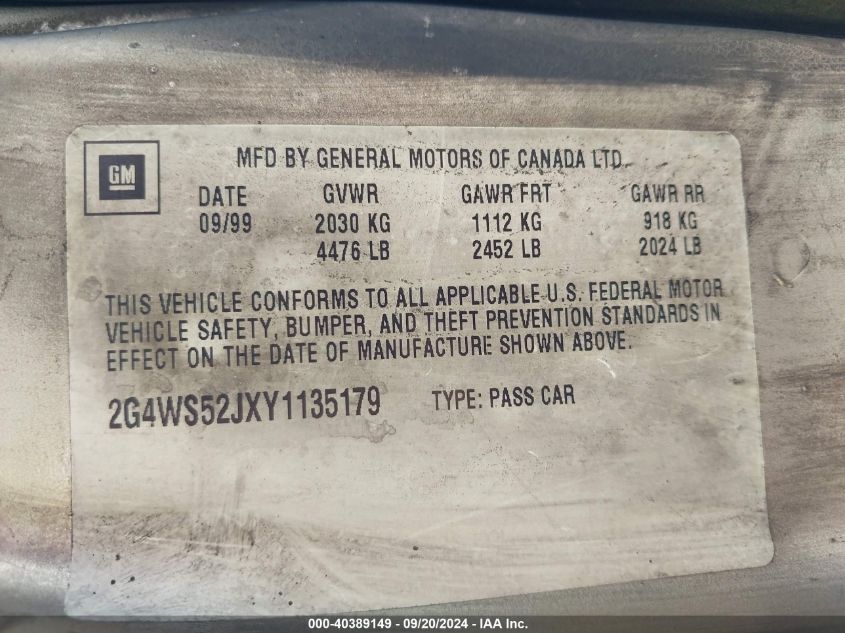 GM
MFD BY GENERAL MOTORS OF CANADA LTD.
DATE GVWR GAWR FRT GAWR RR
09/99 2030 KG 1112 KG 918 KG
4476 LB 2452 LB 2024 LB
THIS VEHICLE CONFORMS TO ALL APPLICABLE U.S. FEDERAL MOTOR
VEHICLE SAFETY, BUMPER, AND THEFT PREVENTION STANDARDS IN
EFFECT ON THE DATE OF MANUFACTURE SHOWN ABOVE.
2G4WS52JXY1135179 TYPE: PASS CAR
000-40389149 - 09/20/2024 - IAA Inc.